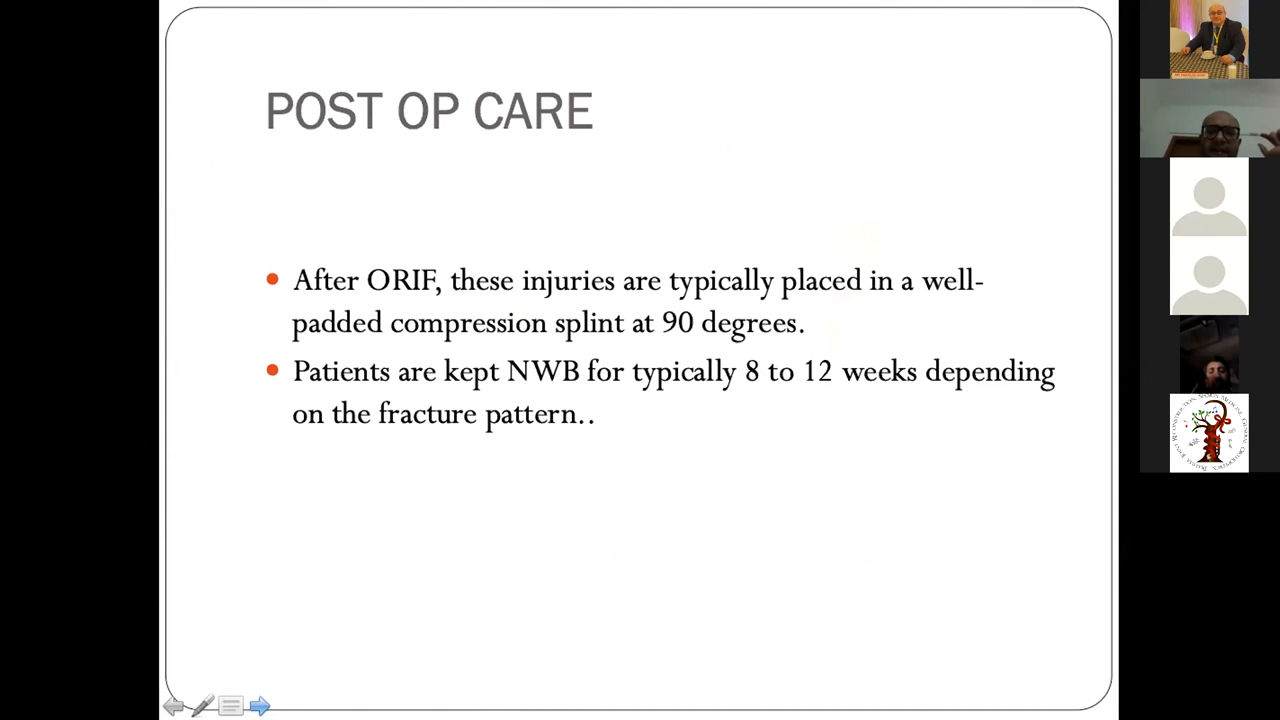 POST OP CARE
After ORIF, these injuries are typically placed in a well-
padded compression splint at 90 degrees.
Patients are kept NWB for typically 8 to 12 weeks depending
on the fracture pattern..